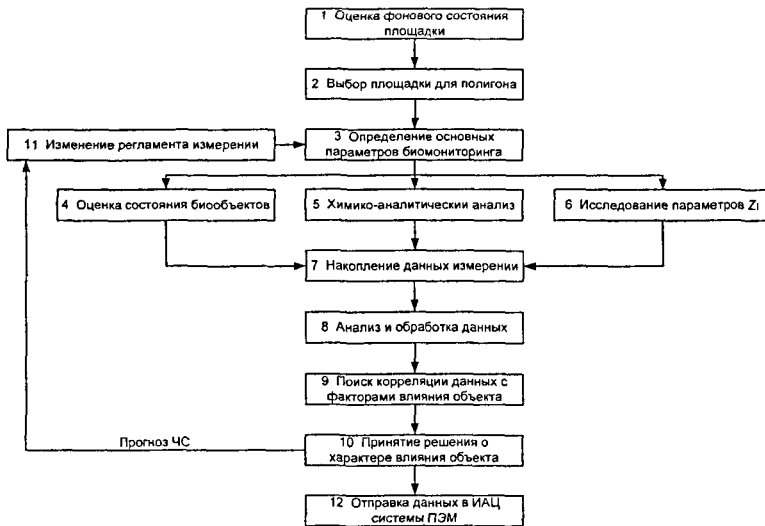 1 Оценка фонового состояния
площадки
2 Выбор площадки для полигона
11 Изменение регламента измерении
3 Определение основных
параметров биомониторинга
4 Оценка состояния биообъектов
5 Химико-аналитический анализ
6 Исследование параметров Zi
7 Накопление данных измерении
8 Анализ и обработка данных
9 Поиск корреляции данных с
факторами влияния объекта
Прогноз ЧС
10 Принятие решения о
характере влияния объекта
12 Отправка данных в ИАЦ
системы ПЭМ